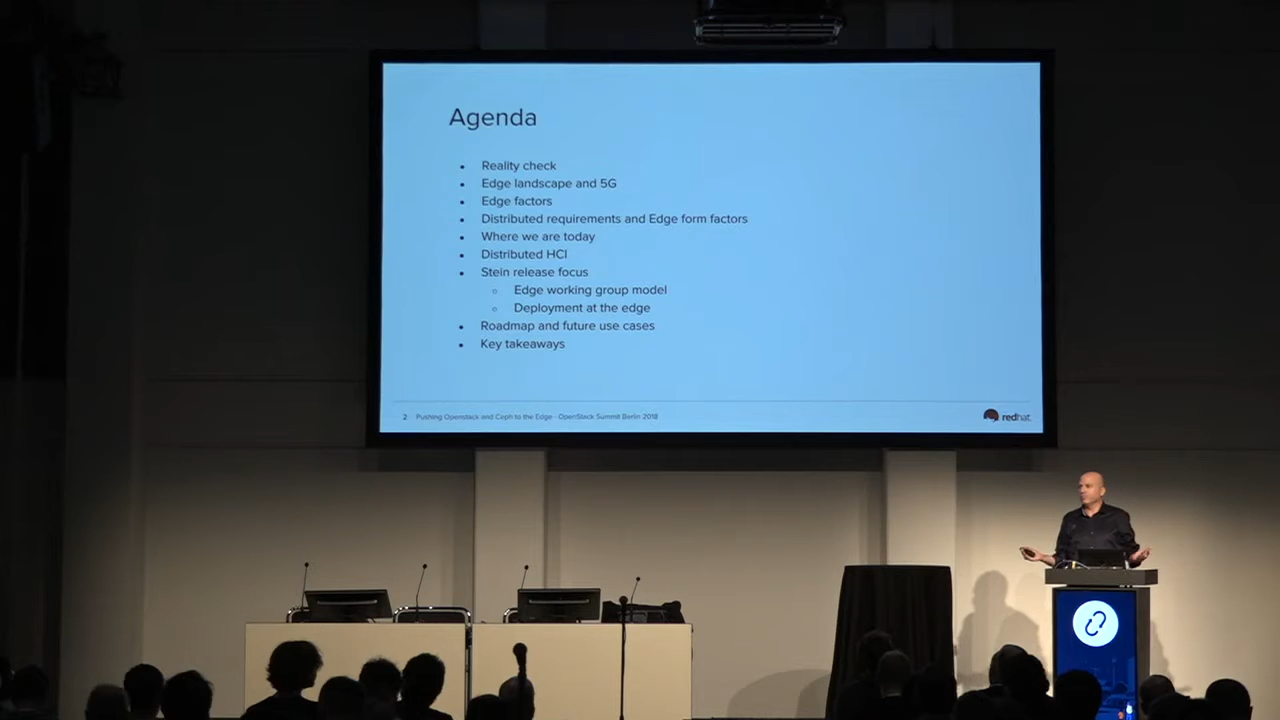 Agenda
• Reality check
• Edge landscape and 5G
• Edge factors
• Distributed requirements and Edge form factors
• Where we are today
• Distributed HCI
• Stein release focus
○ Edge working group model
○ Deployment at the edge
• Roadmap and future use cases
• Key takeaways
2 Pushing Openstack and Ceph to the Edge - OpenStack Summit Berlin 2018
redhat.